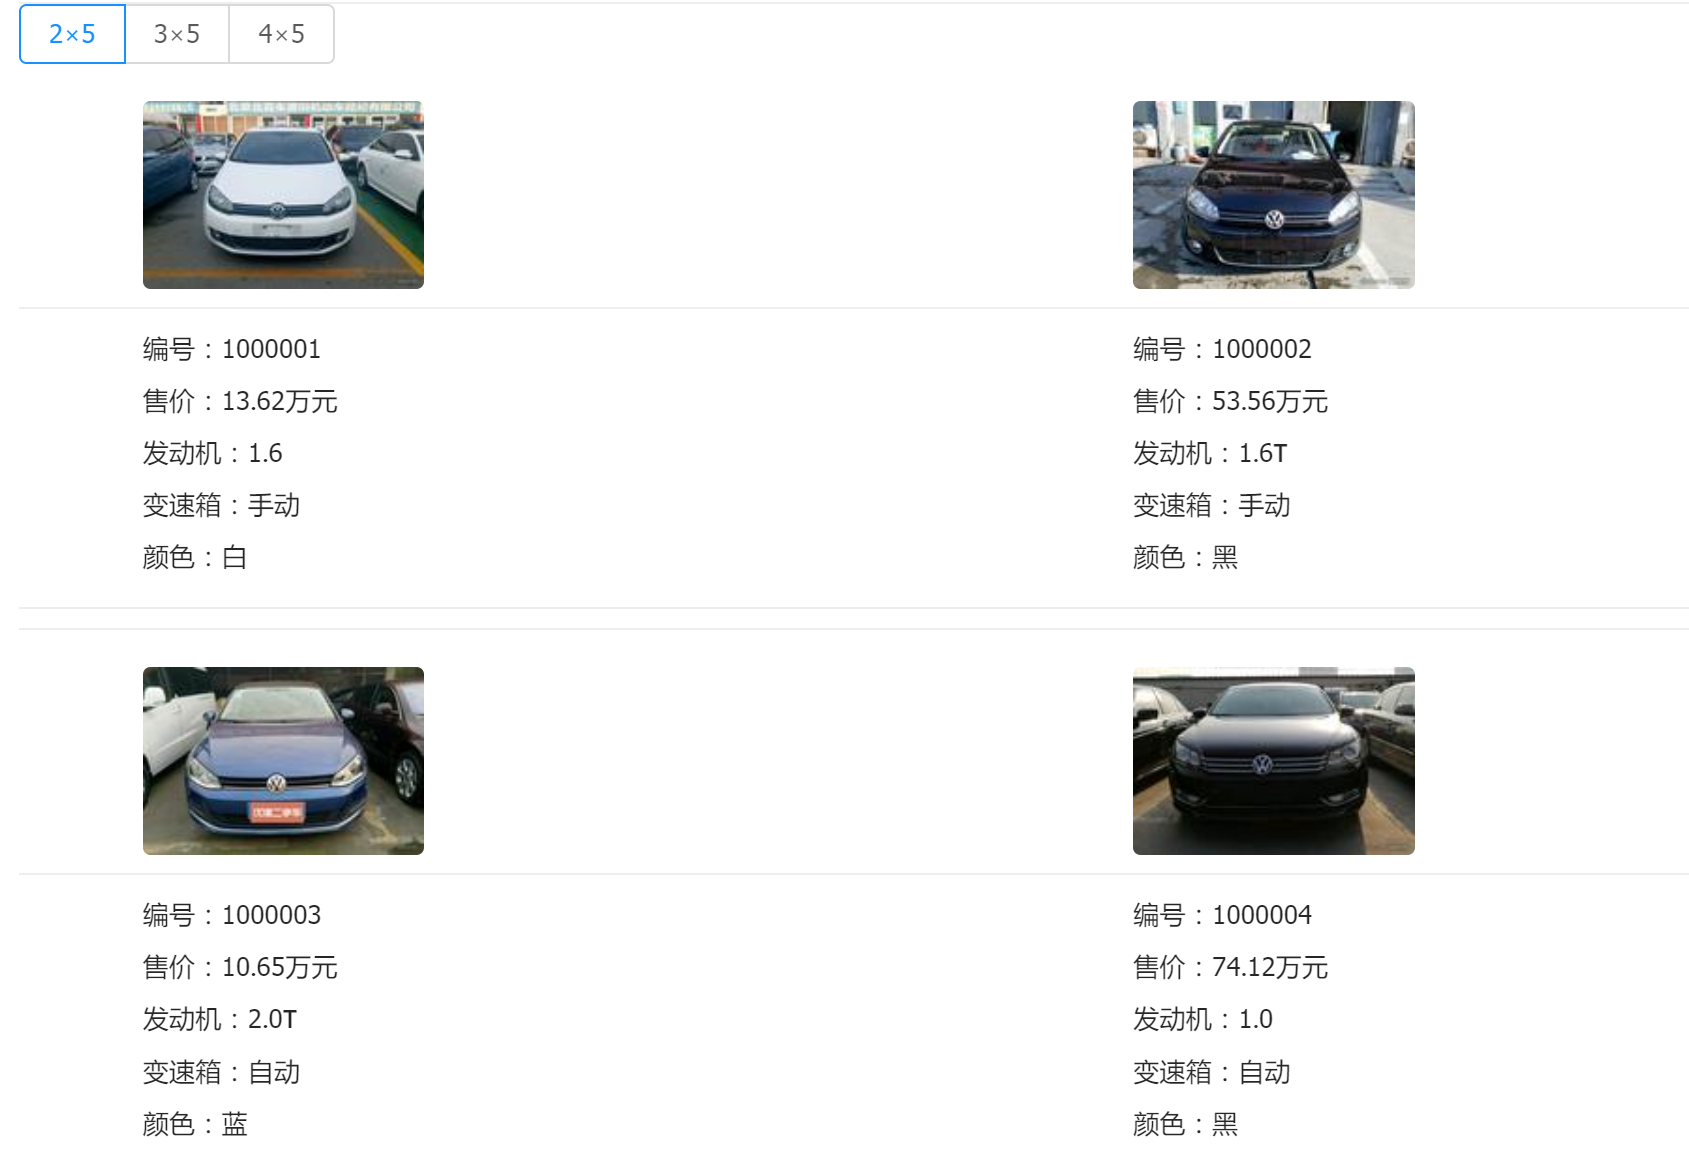 2×5 3×5 4×5
编号：1000001
售价：13.62万元
发动机：1.6
变速箱：手动
颜色：白
编号：1000002
售价：53.56万元
发动机：1.6T
变速箱：手动
颜色：黑
编号：1000003
售价：10.65万元
发动机：2.0T
变速箱：自动
颜色：蓝
编号：1000004
售价：74.12万元
发动机：1.0
变速箱：自动
颜色：黑